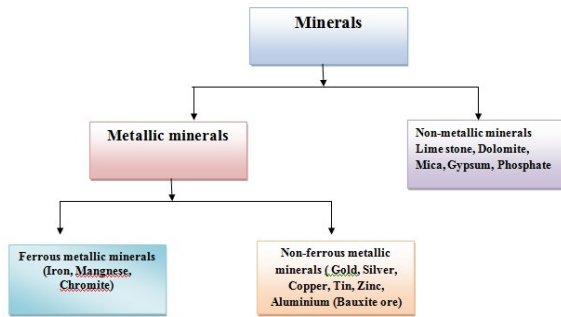 Minerals
Metallic minerals
Non-metallic minerals
Lime stone, Dolomite,
Mica, Gypsum, Phosphate
Ferrous metallic minerals
(Iron, Mangnese,
Chromite)
Non-ferrous metallic
minerals ( Gold, Silver,
Copper, Tin, Zinc,
Aluminium (Bauxite ore)